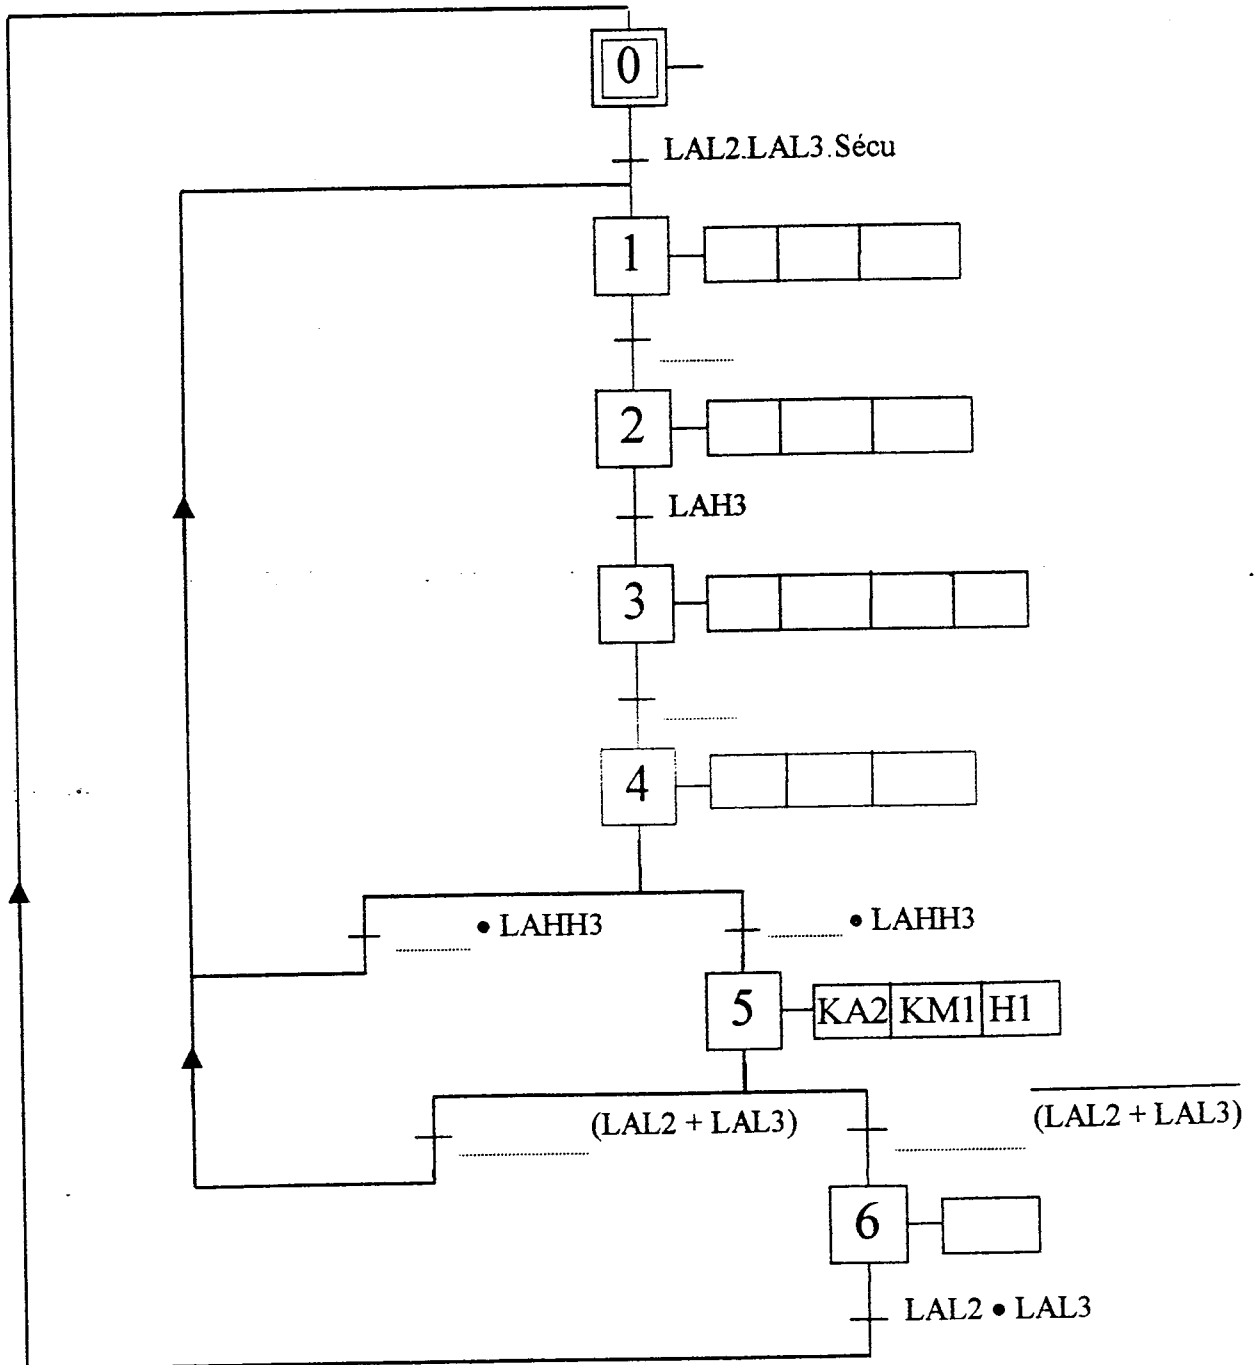 0
LAL2.LAL3.Sécu
1
2
LAH3
3
4
• LAHH3
• LAHH3
5
KA2 KM1 H1
(LAL2 + LAL3)
(LAL2 + LAL3)
6
LAL2 • LAL3